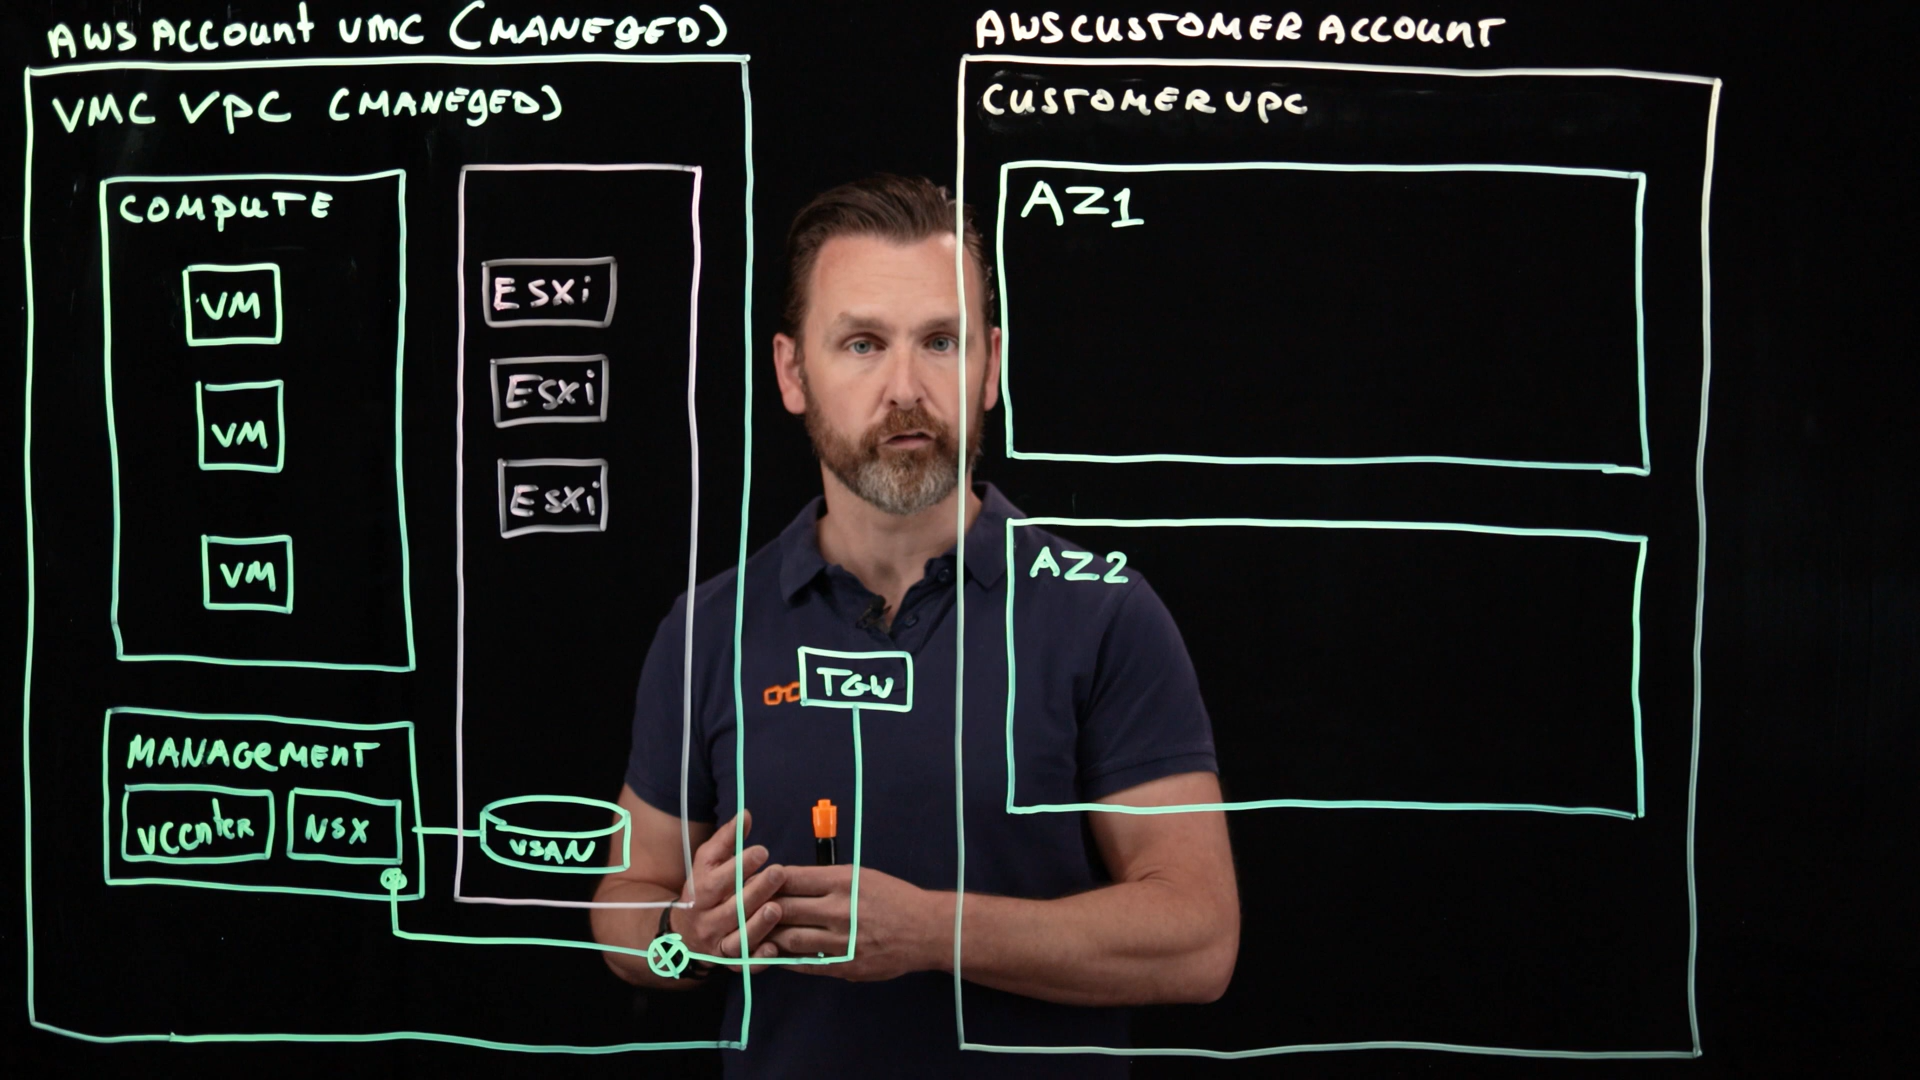 AWS ACCOUNT VMC (MANEGED)
VMC VPC (MANEGED)
COMPUTE
VM
VM
VM
ESXi
ESXi
ESXi
MANAGEMENT
VCENTER
NSX
VSAN
TGW
AWS CUSTOMER ACCOUNT
CUSTOMER VPC
AZ1
AZ2